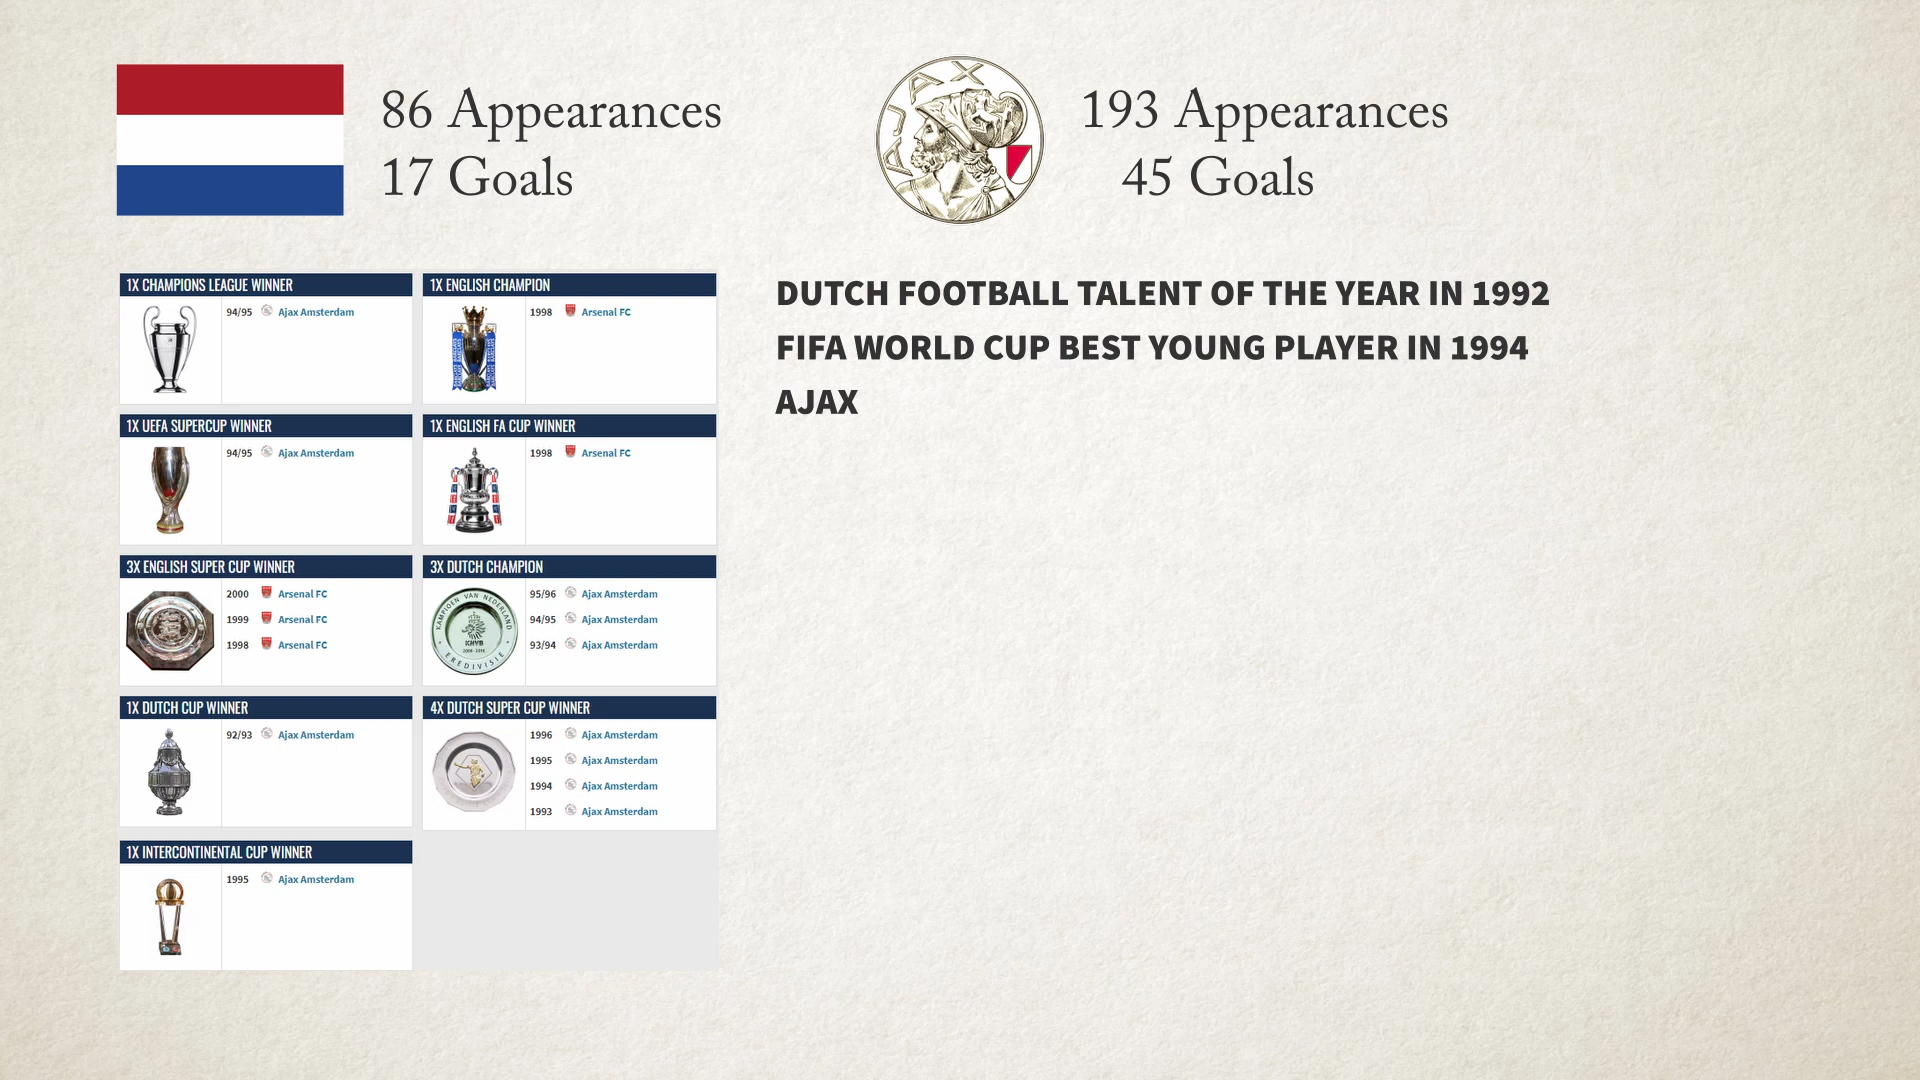 86 Appearances
17 Goals
AJAX
193 Appearances
45 Goals
1X CHAMPIONS LEAGUE WINNER
94/95 Ajax Amsterdam
1X ENGLISH CHAMPION
1998 Arsenal FC
1X UEFA SUPERCUP WINNER
94/95 Ajax Amsterdam
1X ENGLISH FA CUP WINNER
1998 Arsenal FC
3X ENGLISH SUPER CUP WINNER
2000 Arsenal FC
1999 Arsenal FC
1998 Arsenal FC
3X DUTCH CHAMPION
KAMPIOEN VAN NEDERLAND
KNVB
EREDIVISIE
95/96 Ajax Amsterdam
94/95 Ajax Amsterdam
93/94 Ajax Amsterdam
1X DUTCH CUP WINNER
92/93 Ajax Amsterdam
4X DUTCH SUPER CUP WINNER
1996 Ajax Amsterdam
1995 Ajax Amsterdam
1994 Ajax Amsterdam
1993 Ajax Amsterdam
1X INTERCONTINENTAL CUP WINNER
1995 Ajax Amsterdam
DUTCH FOOTBALL TALENT OF THE YEAR IN 1992
FIFA WORLD CUP BEST YOUNG PLAYER IN 1994
AJAX